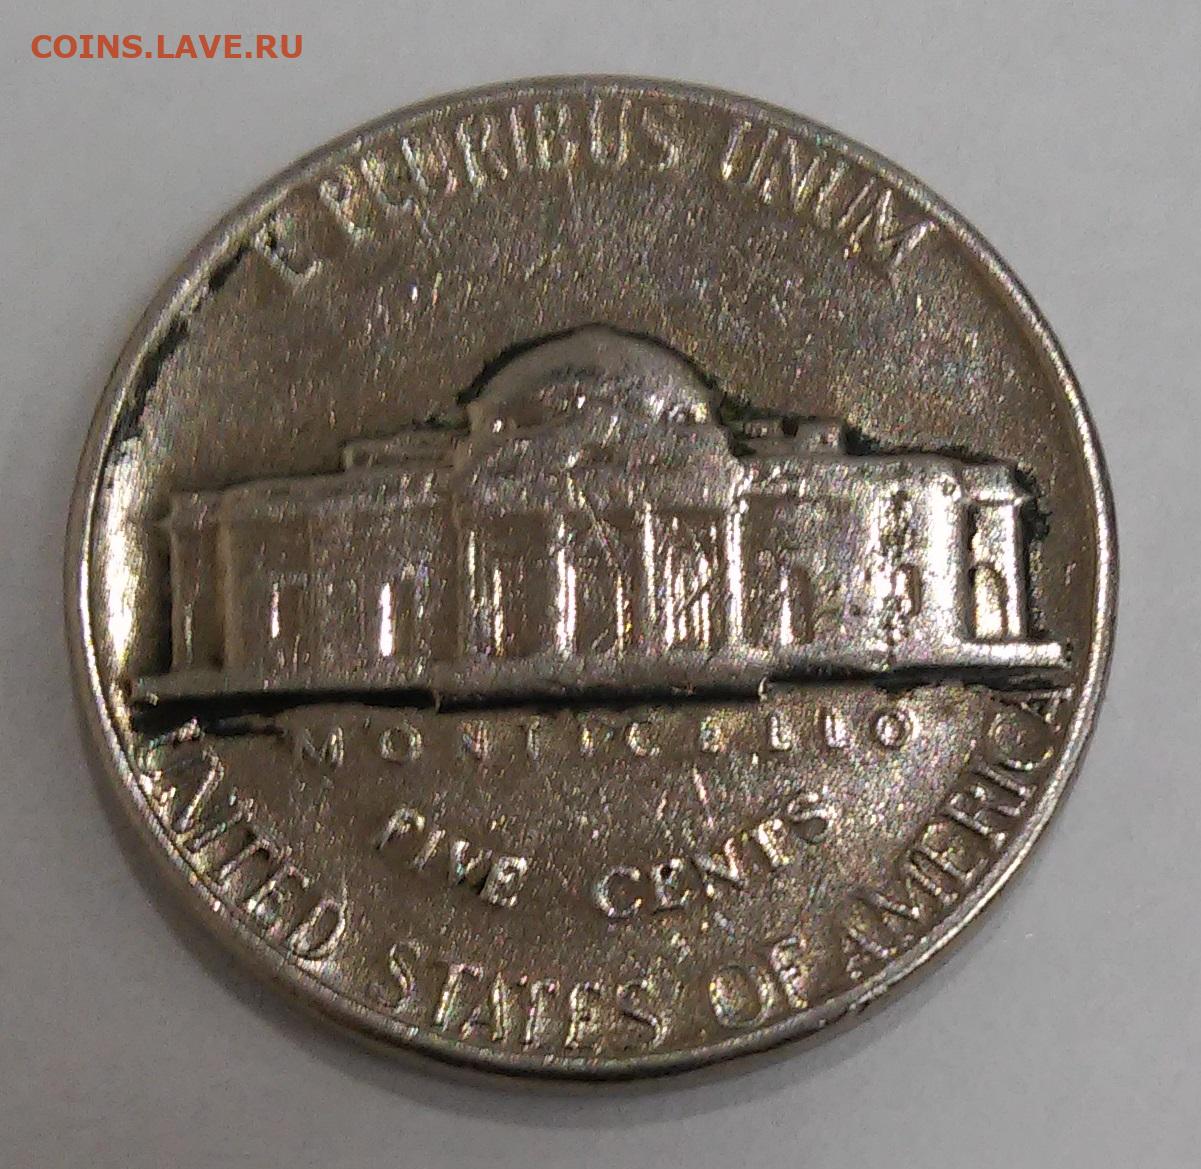 COINS.LAVE.RU
E PLURIBUS UNUM
MONTICELLO
FIVE CENTS
UNITED STATES OF AMERICA